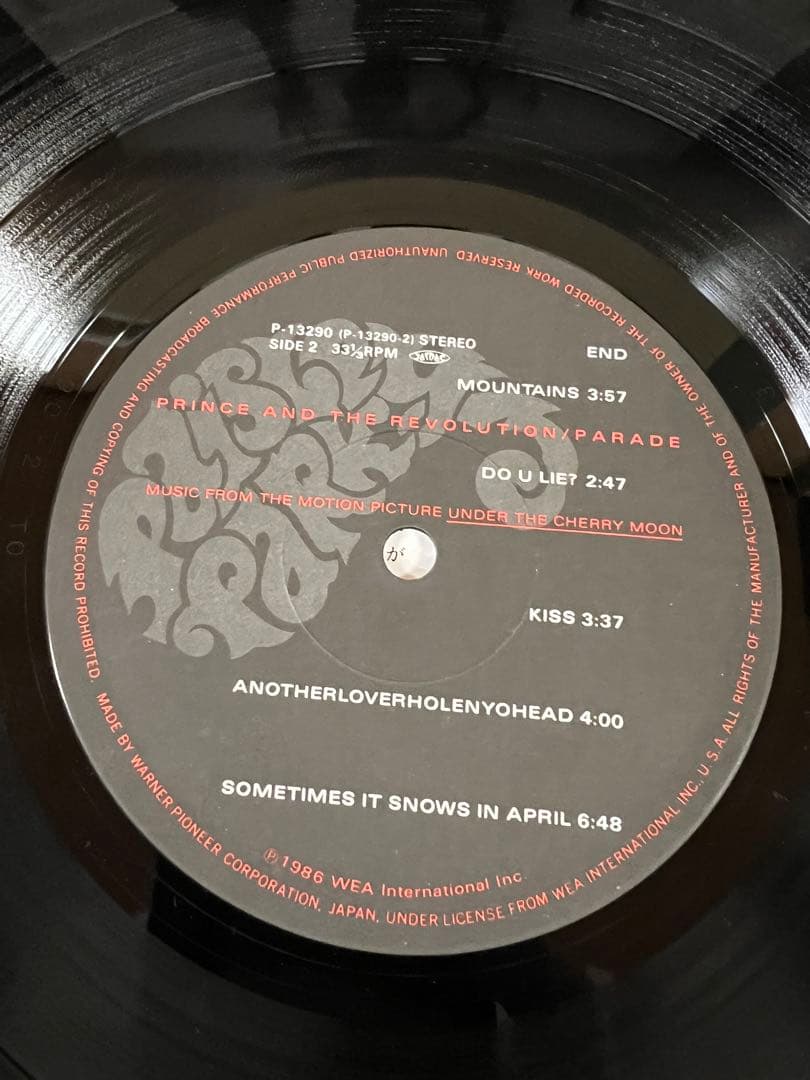 P-13290 (P-13290-2) STEREO
SIDE 2 33⅓RPM JASRAC
END
MOUNTAINS 3:57
PRINCE AND THE REVOLUTION/PARADE
DO U LIE? 2:47
MUSIC FROM THE MOTION PICTURE UNDER THE CHERRY MOON
が
KISS 3:37
ANOTHERLOVERHOLENYOHEAD 4:00
SOMETIMES IT SNOWS IN APRIL 6:48
Ⓟ1986 WEA International Inc.
MADE BY WARNER PIONEER CORPORATION, JAPAN, UNDER LICENSE FROM WEA INTERNATIONAL INC., U.S.A. ALL RIGHTS OF THE MANUFACTURER AND OF THE OWNER OF THE RECORDED WORK RESERVED UNAUTHORIZED PUBLIC PERFORMANCE BROADCASTING AND COPYING OF THIS RECORD PROHIBITED.
PAISLEY
PARK